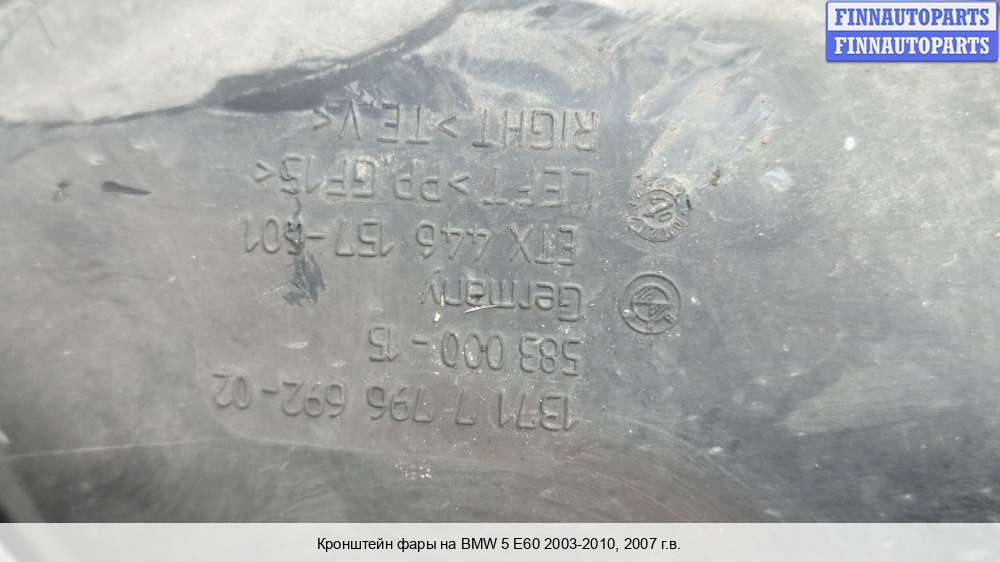 FINNAUTOPARTS
FINNAUTOPARTS
1371 7 796 692-02
583 000 - 15
Germany
ETX 446 157-601
LEFT >PP GF15<
RIGHT >TE.V<
Кронштейн фары на BMW 5 E60 2003-2010, 2007 г.в.